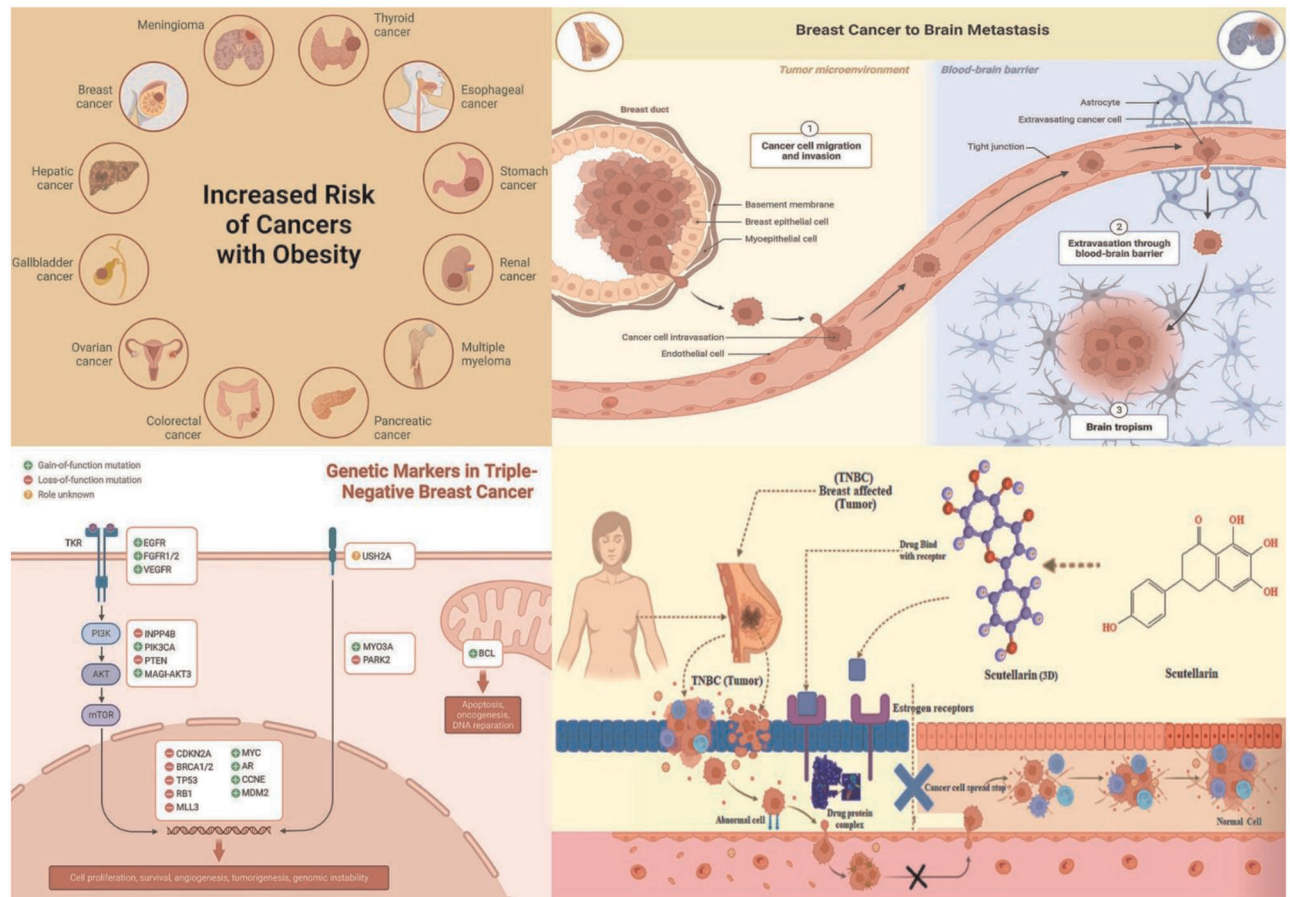 Meningioma
Thyroid
cancer
Breast
cancer
Esophageal
cancer
Hepatic
cancer
Stomach
cancer
Increased Risk
of Cancers
with Obesity
Gallbladder
cancer
Renal
cancer
Ovarian
cancer
Multiple
myeloma
Colorectal
cancer
Pancreatic
cancer
Breast Cancer to Brain Metastasis
Tumor microenvironment
Blood-brain barrier
Breast duct
1
Cancer cell migration
and invasion
Astrocyte
Extravasating cancer cell
Tight junction
Basement membrane
Breast epithelial cell
Myoepithelial cell
2
Extravasation through
blood-brain barrier
Cancer cell intravasation
Endothelial cell
3
Brain tropism
Gain-of-function mutation
Loss-of-function mutation
? Role unknown
Genetic Markers in Triple-
Negative Breast Cancer
TKR
EGFR
FGFR1/2
VEGFR
? USH2A
PI3K
AKT
mTOR
INPP4B
PIK3CA
PTEN
MAGI-AKT3
MYO3A
PARK2
BCL
Apoptosis,
oncogenesis,
DNA reparation
CDKN2A
BRCA1/2
TP53
RB1
MLL3
MYC
AR
CCNE
MDM2
Cell proliferation, survival, angiogenesis, tumorigenesis, genomic instability
(TNBC)
Breast affected
(Tumor)
Drug Bind
with receptor
TNBC (Tumor)
Scutellarin (3D)
O
OH
OH
OH
HO
Scutellarin
Estrogen receptors
Abnormal cell
Drug protein
complex
Cancer cell spread stop
Normal Cell